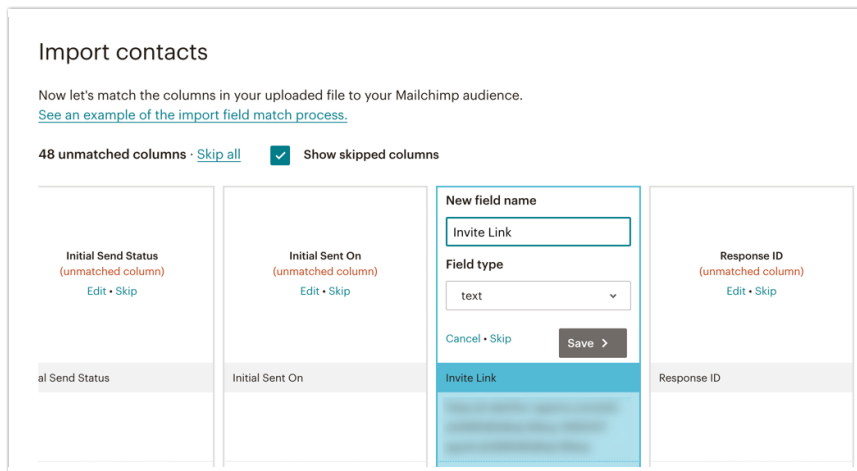 Import contacts
Now let's match the columns in your uploaded file to your Mailchimp audience.
See an example of the import field match process.
48 unmatched columns · Skip all
Show skipped columns
Initial Send Status
(unmatched column)
Edit • Skip
Initial Sent On
(unmatched column)
Edit • Skip
New field name
Invite Link
Field type
text
Cancel • Skip
Save
Response ID
(unmatched column)
Edit • Skip
al Send Status
Initial Sent On
Invite Link
Response ID